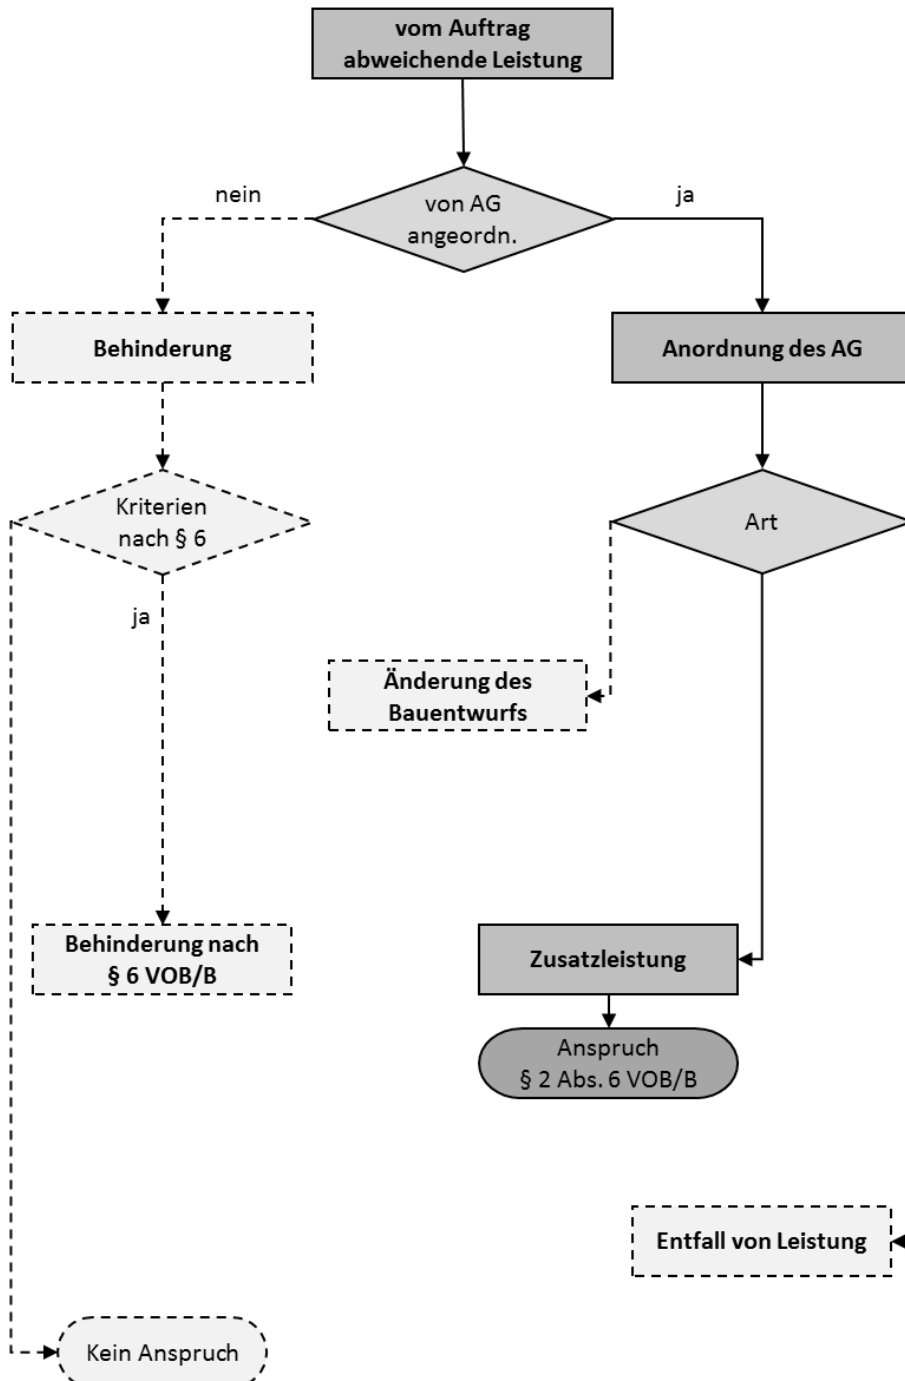 vom Auftrag
abweichende Leistung
nein
von AG
angeordn.
ja
Behinderung
Anordnung des AG
Kriterien
nach § 6
Art
ja
Änderung des
Bauentwurfs
Behinderung nach
§ 6 VOB/B
Zusatzleistung
Anspruch
§ 2 Abs. 6 VOB/B
Entfall von Leistung
Kein Anspruch